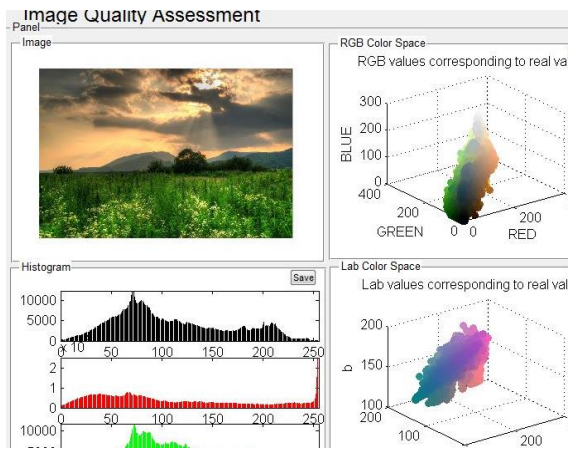 Image Quality Assessment
Panel
Image
RGB Color Space
RGB values corresponding to real va
300
200
100
0
BLUE
400
200
0
GREEN
0
200
RED
Histogram
Save
10000
5000
0
0
50
100
150
200
250
2
1
0
0
50
100
150
200
250
10000
Lab Color Space
Lab values corresponding to real val
200
150
100
b
200
100
200